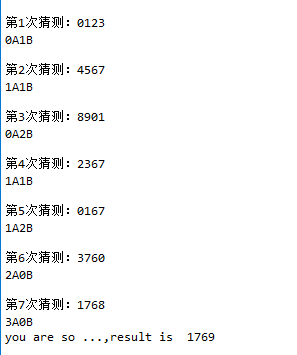 第1次猜测：0123
0A1B
第2次猜测：4567
1A1B
第3次猜测：8901
0A2B
第4次猜测：2367
1A1B
第5次猜测：0167
1A2B
第6次猜测：3760
2A0B
第7次猜测：1768
3A0B
you are so ...,result is  1769